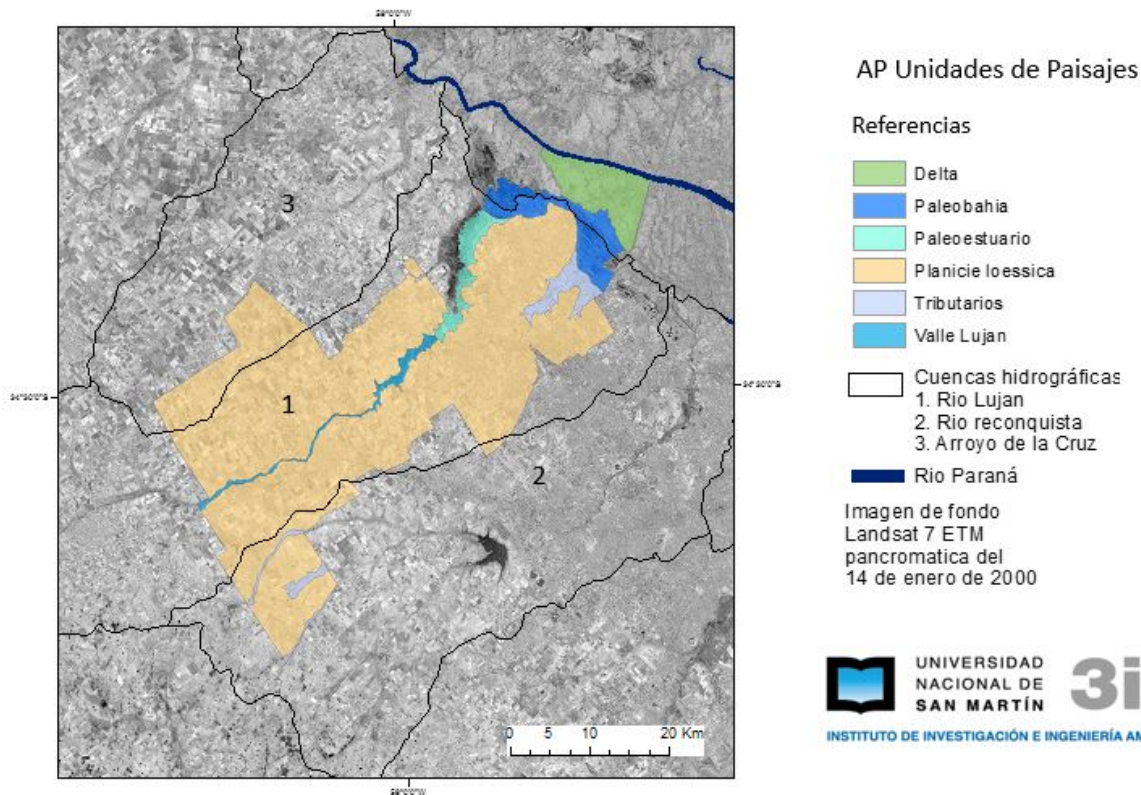 AP Unidades de Paisajes
Referencias
Delta
Paleobahia
Paleoestuario
Planicie loessica
Tributarios
Valle Lujan
Cuencas hidrográficas
1. Rio Lujan
2. Rio reconquista
3. Arroyo de la Cruz
Rio Paraná
Imagen de fondo
Landsat 7 ETM
pancromatica del
14 de enero de 2000
3
1
2
0 5 10 20 Km
UNIVERSIDAD
NACIONAL DE
SAN MARTÍN
3i
INSTITUTO DE INVESTIGACIÓN E INGENIERÍA AM